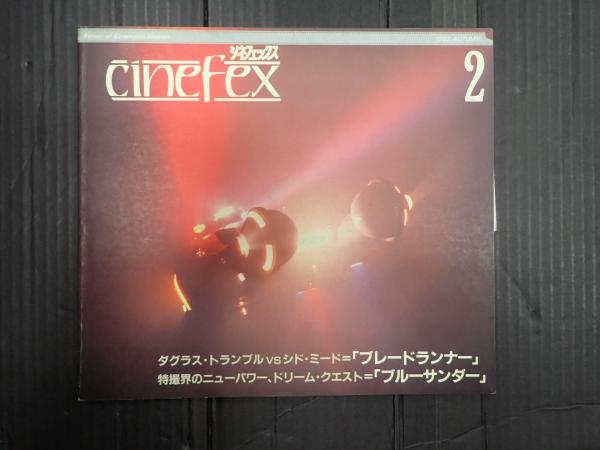 1983 AUTUMN
シネフェックス
cinefex
2
ダグラス・トランブル vs シド・ミード=「ブレードランナー」
特撮界のニューパワー、ドリーム・クエスト=「ブルーサンダー」